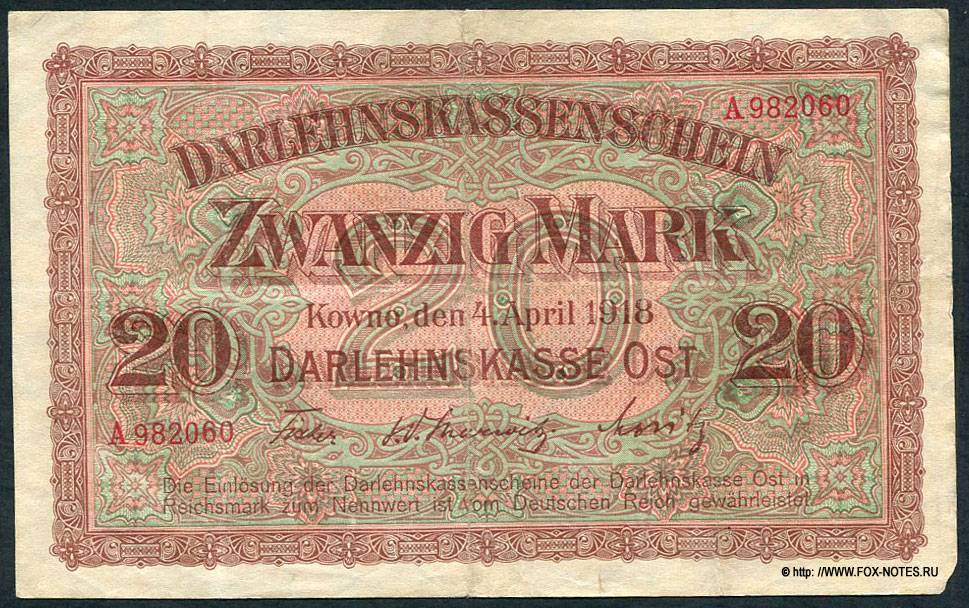 A 982060
DARLEHNSKASSENSCHEIN
ZWANZIG MARK
20
Kowno, den 4. April 1918
20 20
DARLEHNSKASSE OST
A 982060
Die Einlösung der Darlehnskassenscheine der Darlehnskasse Ost in
Reichsmark zum Nennwert ist vom Deutschen Reich gewährleistet
© http: //WWW.FOX-NOTES.RU